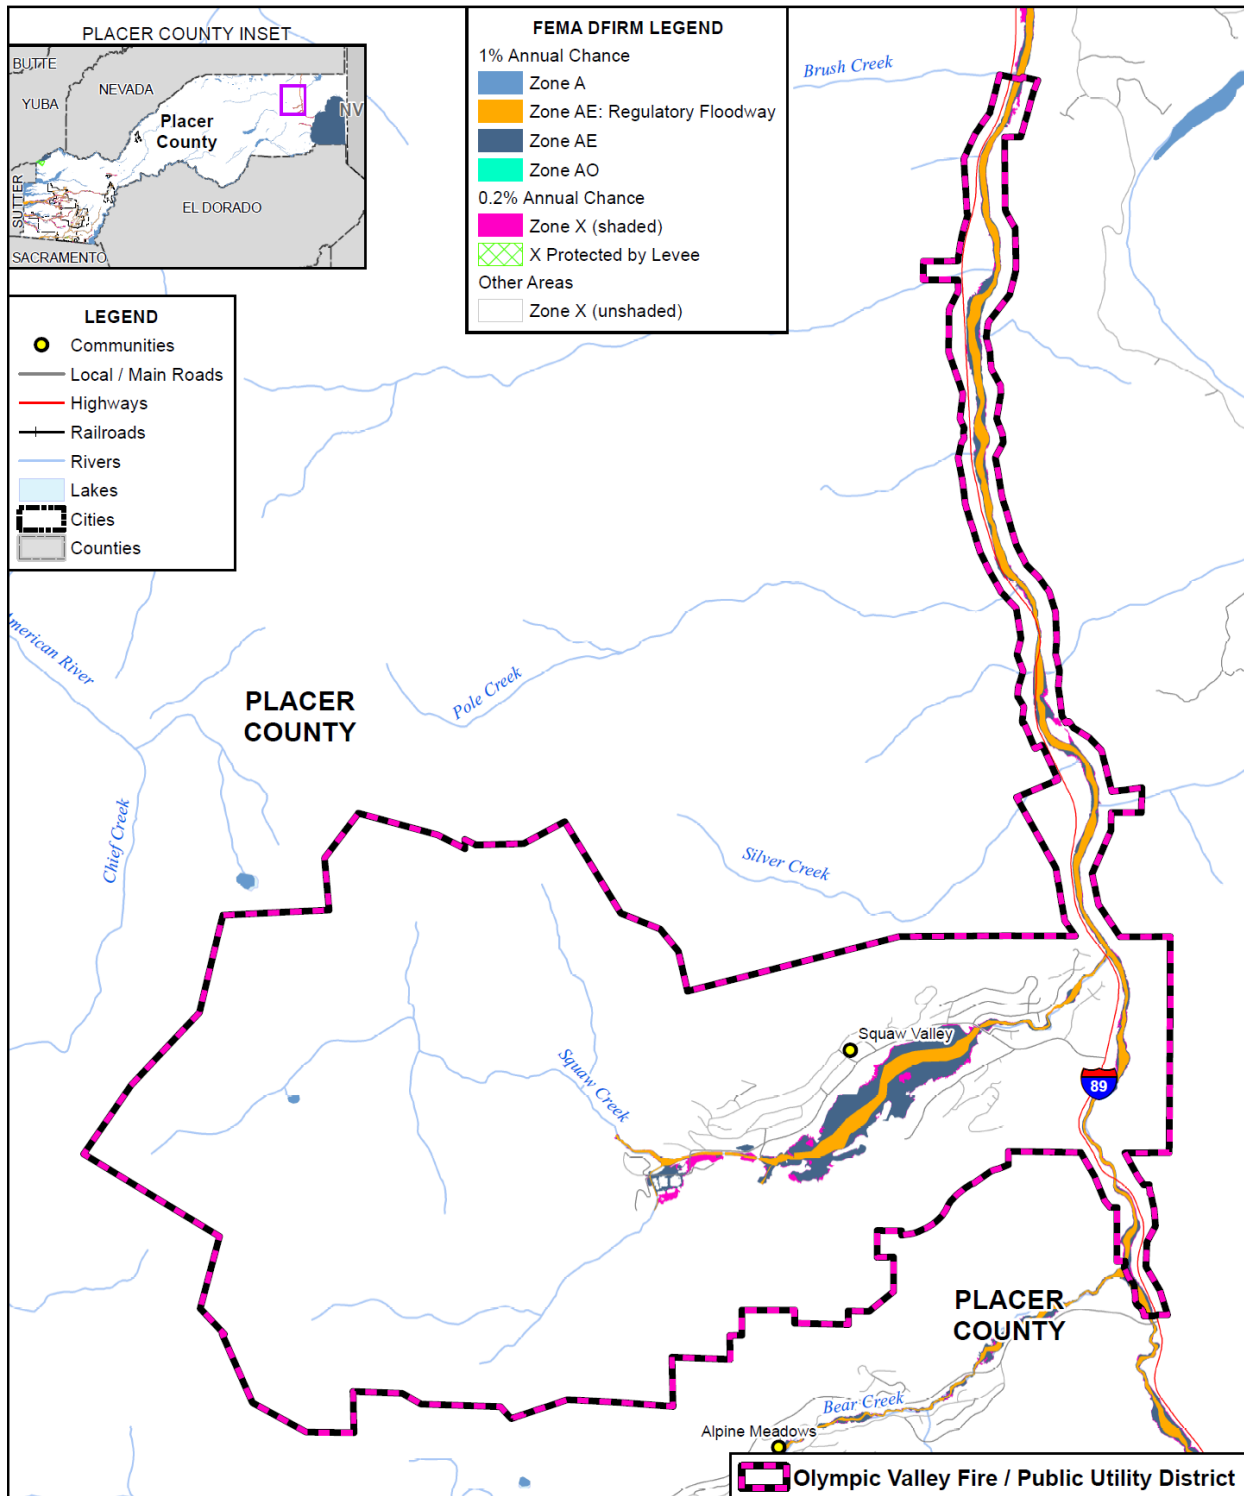 PLACER COUNTY INSET
BUTTE
YUBA
NEVADA
NV
Placer
County
SUTTER
EL DORADO
SACRAMENTO
FEMA DFIRM LEGEND
1% Annual Chance
Zone A
Zone AE: Regulatory Floodway
Zone AE
Zone AO
0.2% Annual Chance
Zone X (shaded)
X Protected by Levee
Other Areas
Zone X (unshaded)
LEGEND
Communities
Local / Main Roads
Highways
Railroads
Rivers
Lakes
Cities
Counties
Brush Creek
American River
PLACER
COUNTY
Pole Creek
Chief Creek
Silver Creek
Squaw Creek
Squaw Valley
89
PLACER
COUNTY
Bear Creek
Alpine Meadows
Olympic Valley Fire / Public Utility District